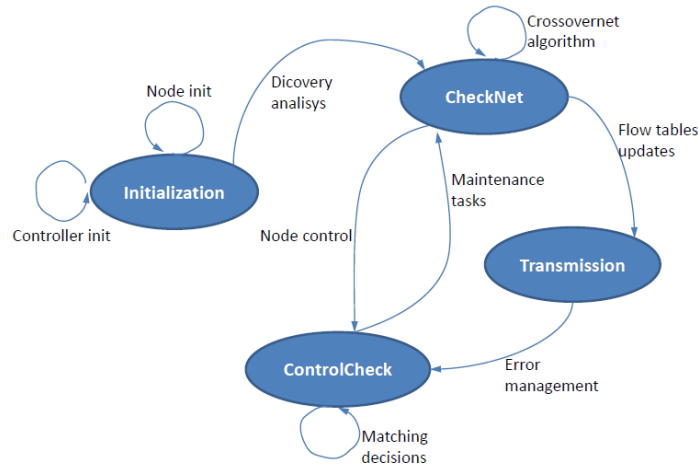 Crossovernet
algorithm
Node init
Dicovery
analisys
CheckNet
Flow tables
updates
Initialization
Maintenance
tasks
Controller init
Node control
Transmission
ControlCheck
Error
management
Matching
decisions